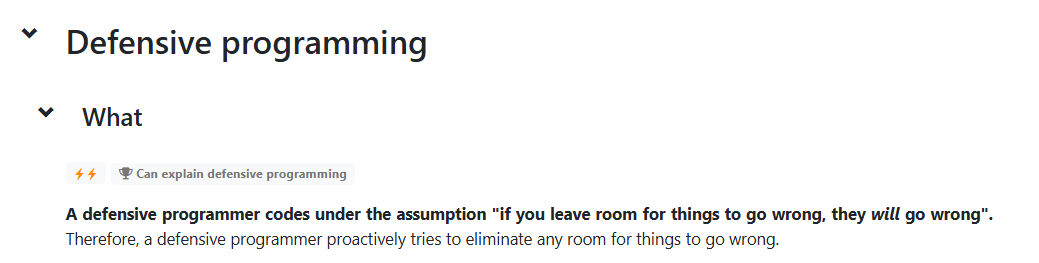 Defensive programming
What
Can explain defensive programming
A defensive programmer codes under the assumption "if you leave room for things to go wrong, they will go wrong".
Therefore, a defensive programmer proactively tries to eliminate any room for things to go wrong.